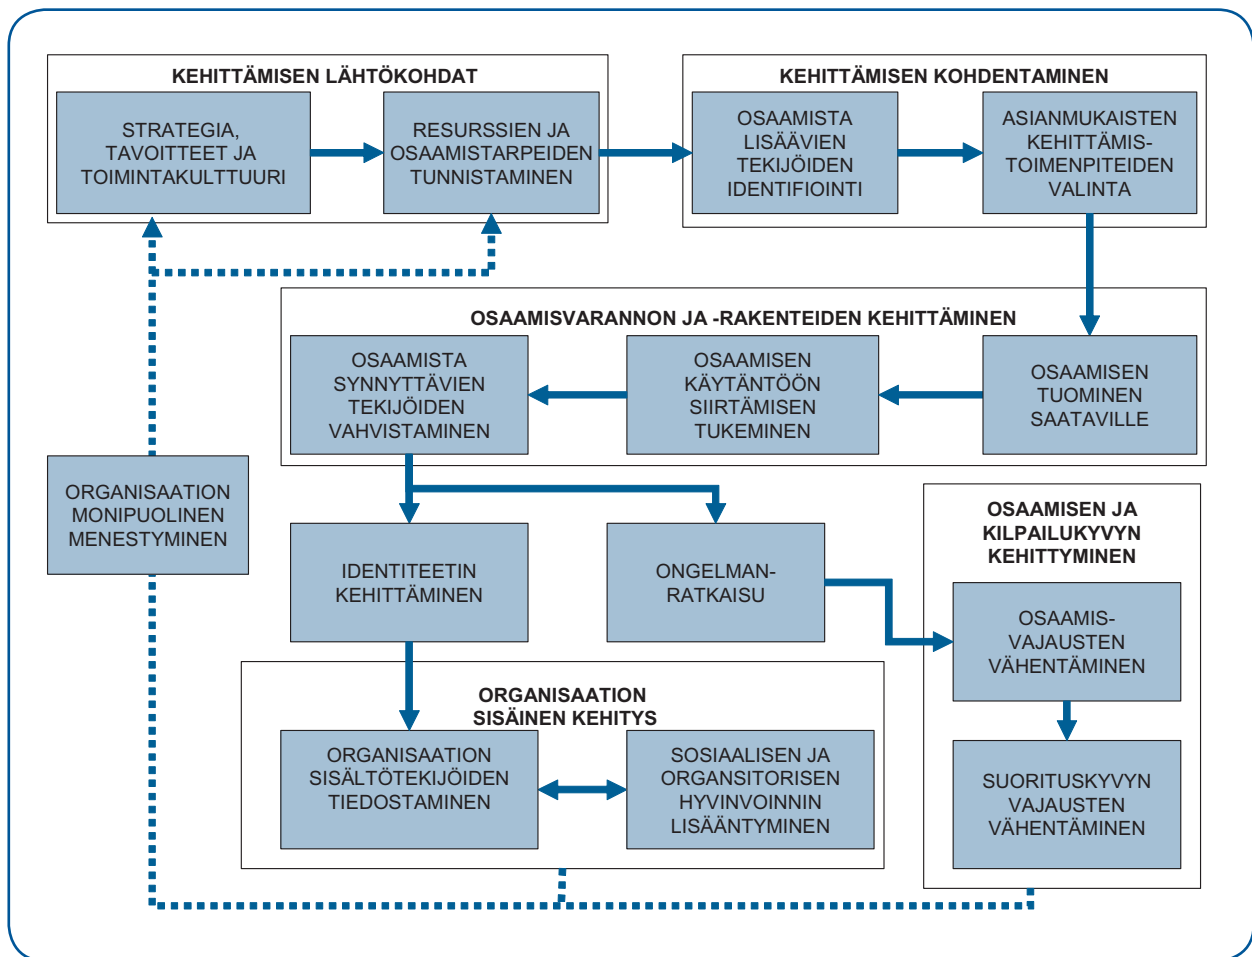 KEHITTÄMISEN LÄHTÖKOHDAT
STRATEGIA,
TAVOITTEET JA
TOIMINTAKULTTUURI
RESURSSIEN JA
OSAAMISTARPEIDEN
TUNNISTAMINEN
KEHITTÄMISEN KOHDENTAMINEN
OSAAMISTA
LISÄÄVIEN
TEKIJÖIDEN
IDENTIFIOINTI
ASIANMUKAISTEN
KEHITTÄMIS-
TOIMENPITEIDEN
VALINTA
OSAAMISVARANNON JA -RAKENTEIDEN KEHITTÄMINEN
OSAAMISTA
SYNNYTTÄVIEN
TEKIJÖIDEN
VAHVISTAMINEN
OSAAMISEN
KÄYTÄNTÖÖN
SIIRTÄMISEN
TUKEMINEN
OSAAMISEN
TUOMINEN
SAATAVILLE
ORGANISAATION
MONIPUOLINEN
MENESTYMINEN
IDENTITEETIN
KEHITTÄMINEN
ONGELMAN-
RATKAISU
OSAAMISEN JA
KILPAILUKYVYN
KEHITTYMINEN
OSAAMIS-
VAJAUSTEN
VÄHENTÄMINEN
SUORITUSKYVYN
VAJAUSTEN
VÄHENTÄMINEN
ORGANISAATION
SISÄINEN KEHITYS
ORGANISAATION
SISÄLTÖTEKIJÖIDEN
TIEDOSTAMINEN
SOSIAALISEN JA
ORGANSITORISEN
HYVINVOINNIN
LISÄÄNTYMINEN